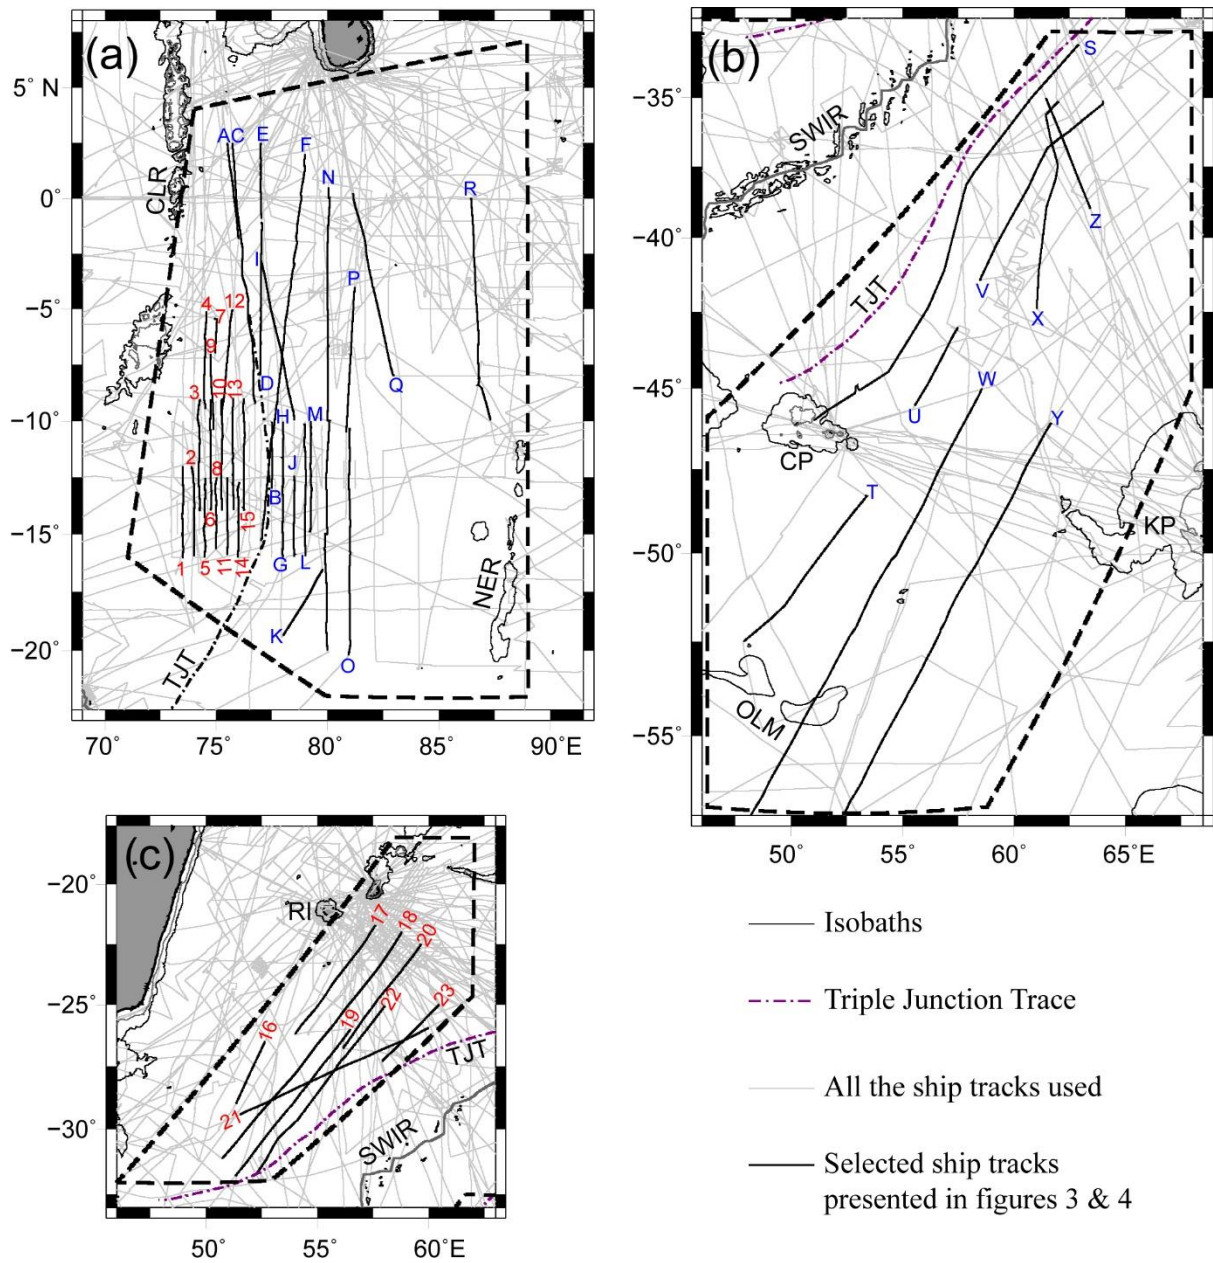 (a)
5° N
0°
−5°
−10°
−15°
−20°
70°
75°
80°
85°
90°E
CLR
TJT
NER
A
C
E
F
N
R
I
P
4
7
12
9
3
10
13
D
H
M
Q
2
8
J
B
6
15
1
5
11
14
G
L
K
O
(b)
−35°
−40°
−45°
−50°
−55°
50°
55°
60°
65°E
SWIR
TJT
CP
KP
OLM
S
Z
V
X
U
W
Y
T
(c)
−20°
−25°
−30°
50°
55°
60°E
RI
17
18
20
16
19
22
23
21
TJT
SWIR
Isobaths
Triple Junction Trace
All the ship tracks used
Selected ship tracks
presented in figures 3 & 4